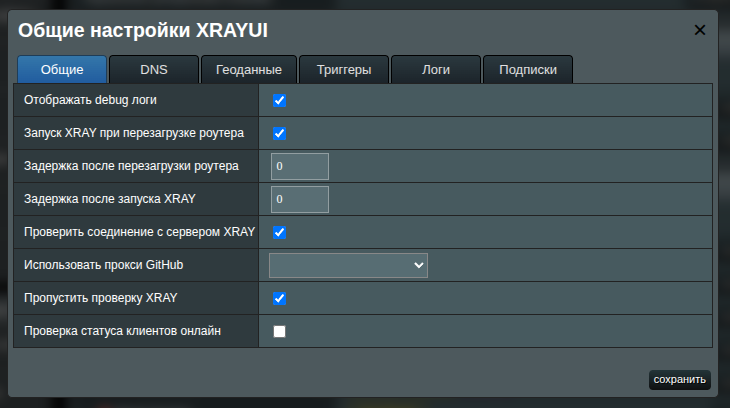 Общие настройки XRAYUI
×
Общие DNS Геоданные Триггеры Логи Подписки
Отображать debug логи
Запуск XRAY при перезагрузке роутера
Задержка после перезагрузки роутера 0
Задержка после запуска XRAY 0
Проверить соединение с сервером XRAY
Использовать прокси GitHub
Пропустить проверку XRAY
Проверка статуса клиентов онлайн
сохранить